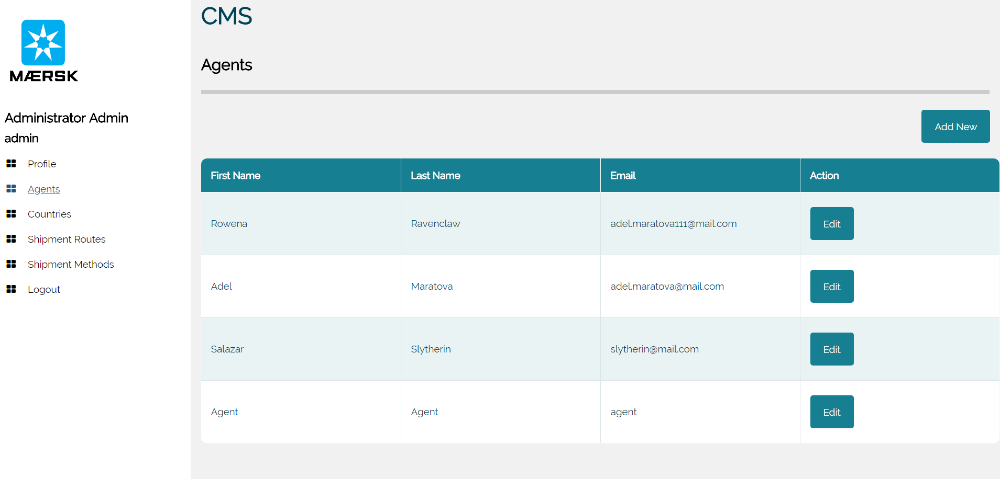 MÆRSK
Administrator Admin
admin
Profile
Agents
Countries
Shipment Routes
Shipment Methods
Logout
CMS
Agents
Add New
First Name Last Name Email Action
Rowena Ravenclaw adel.maratova111@mail.com Edit
Adel Maratova adel.maratova@mail.com Edit
Salazar Slytherin slytherin@mail.com Edit
Agent Agent agent Edit